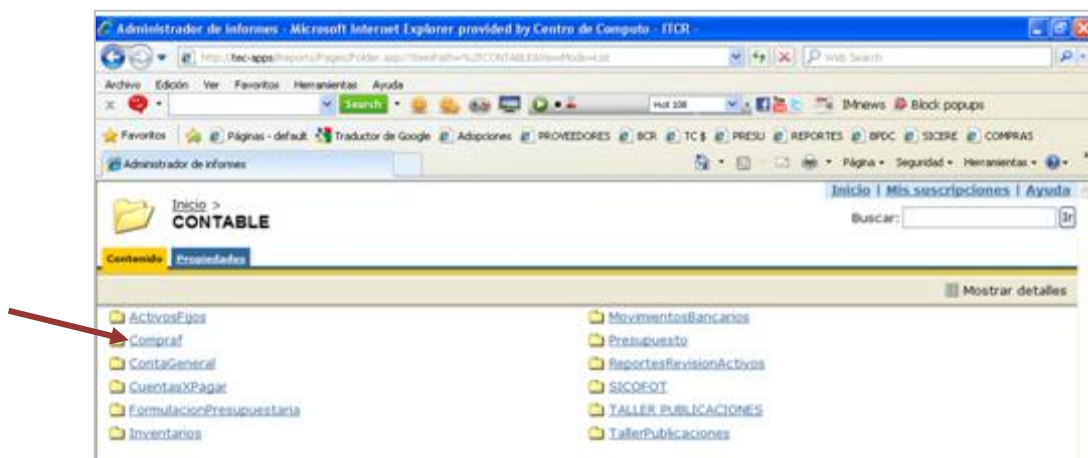 Administrador de informes - Microsoft Internet Explorer provided by Centro de Computo - ITCR -
Web Search
Archivo Edición Ver Favoritos Herramientas Ayuda
Search IMnews Block popups
Favoritos Páginas - default Traductor de Google Adopciones PROVEEDORES BCR TC $ PRESU REPORTES BPDC SICERE COMPRAS
Administrador de informes Página Seguridad Herramientas
Inicio | Mis suscripciones | Ayuda
Inicio >
CONTABLE
Buscar: Ir
Contenido Propiedades
Mostrar detalles
ActivosFijos
Compraf
ContaGeneral
CuentasXPagar
FormulacionPresupuestaria
Inventarios
MovimientosBancarios
Presupuesto
ReportesRevisionActivos
SICOFOT
TALLER PUBLICACIONES
TallerPublicaciones